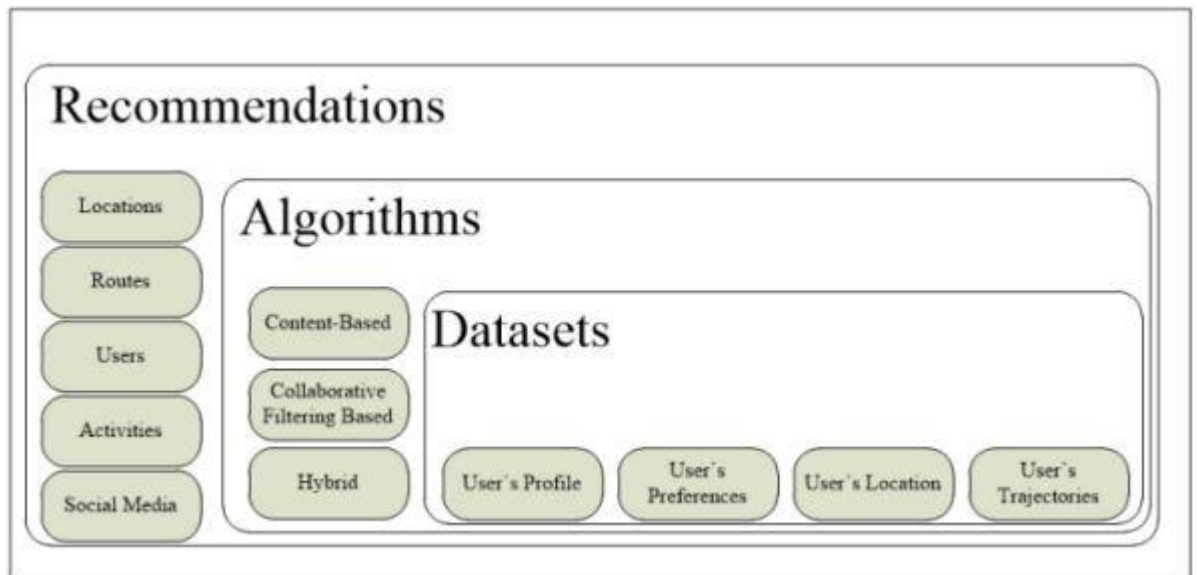 Recommendations
Locations
Routes
Users
Activities
Social Media
Algorithms
Content-Based
Collaborative
Filtering Based
Hybrid
Datasets
User´s Profile
User´s
Preferences
User´s Location
User´s
Trajectories